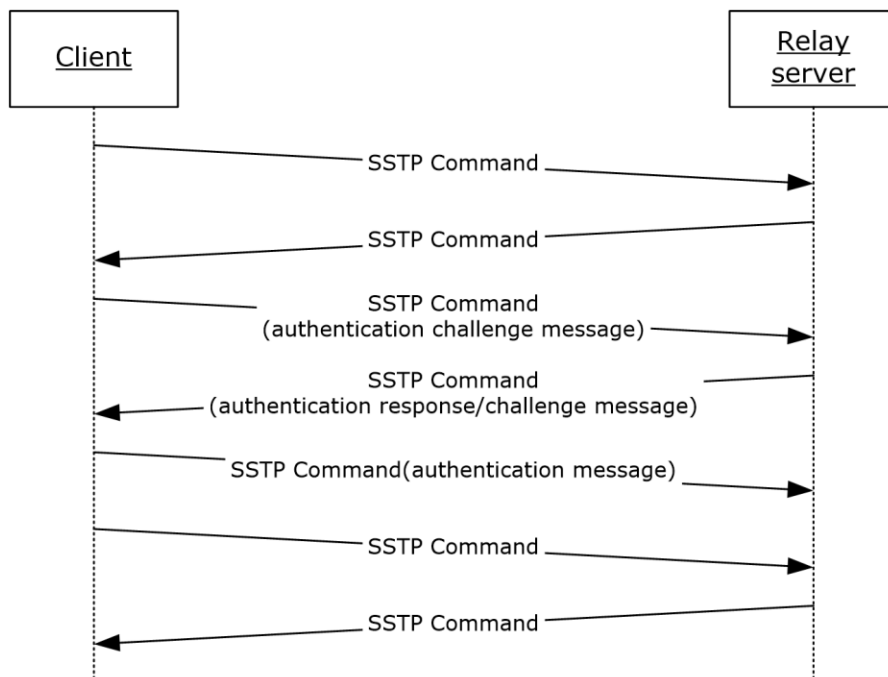 Client
Relay
server
SSTP Command
SSTP Command
SSTP Command
(authentication challenge message)
SSTP Command
(authentication response/challenge message)
SSTP Command(authentication message)
SSTP Command
SSTP Command